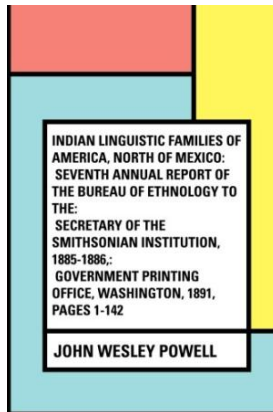 INDIAN LINGUISTIC FAMILIES OF
AMERICA, NORTH OF MEXICO:
SEVENTH ANNUAL REPORT OF
THE BUREAU OF ETHNOLOGY TO
THE:
SECRETARY OF THE
SMITHSONIAN INSTITUTION,
1885-1886,:
GOVERNMENT PRINTING
OFFICE, WASHINGTON, 1891,
PAGES 1-142
JOHN WESLEY POWELL